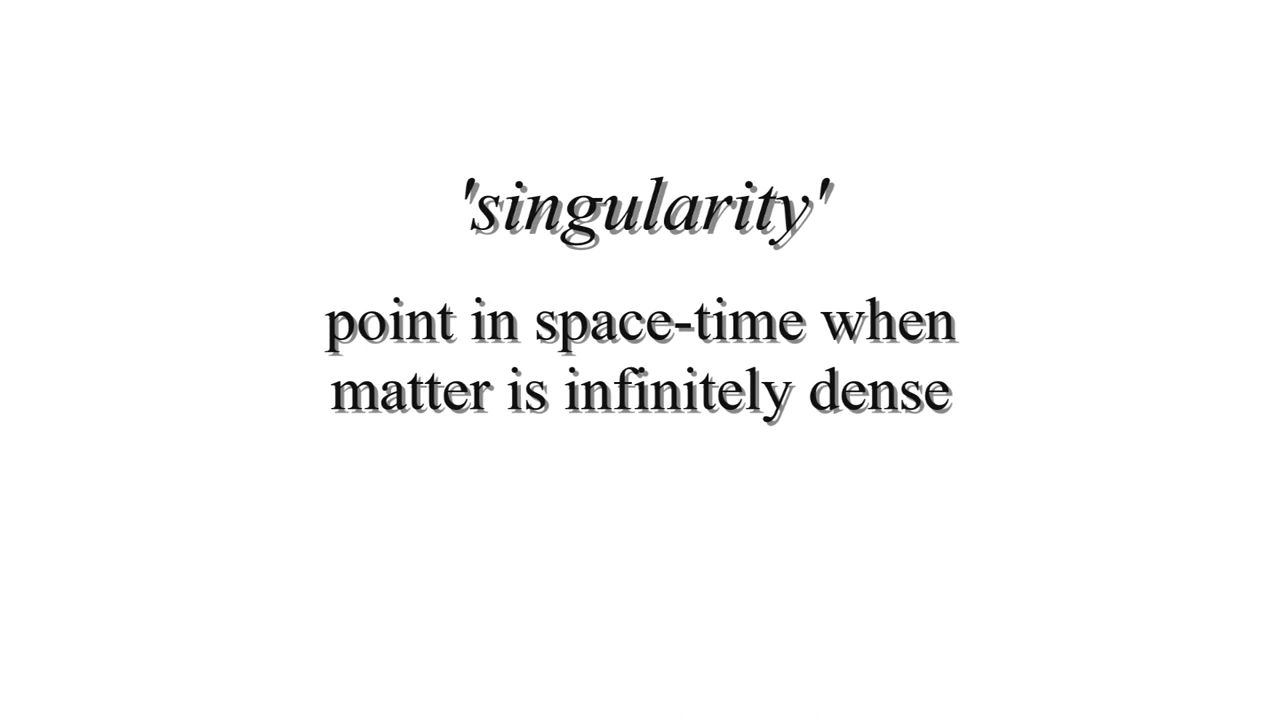 'singularity'
point in space-time when
matter is infinitely dense